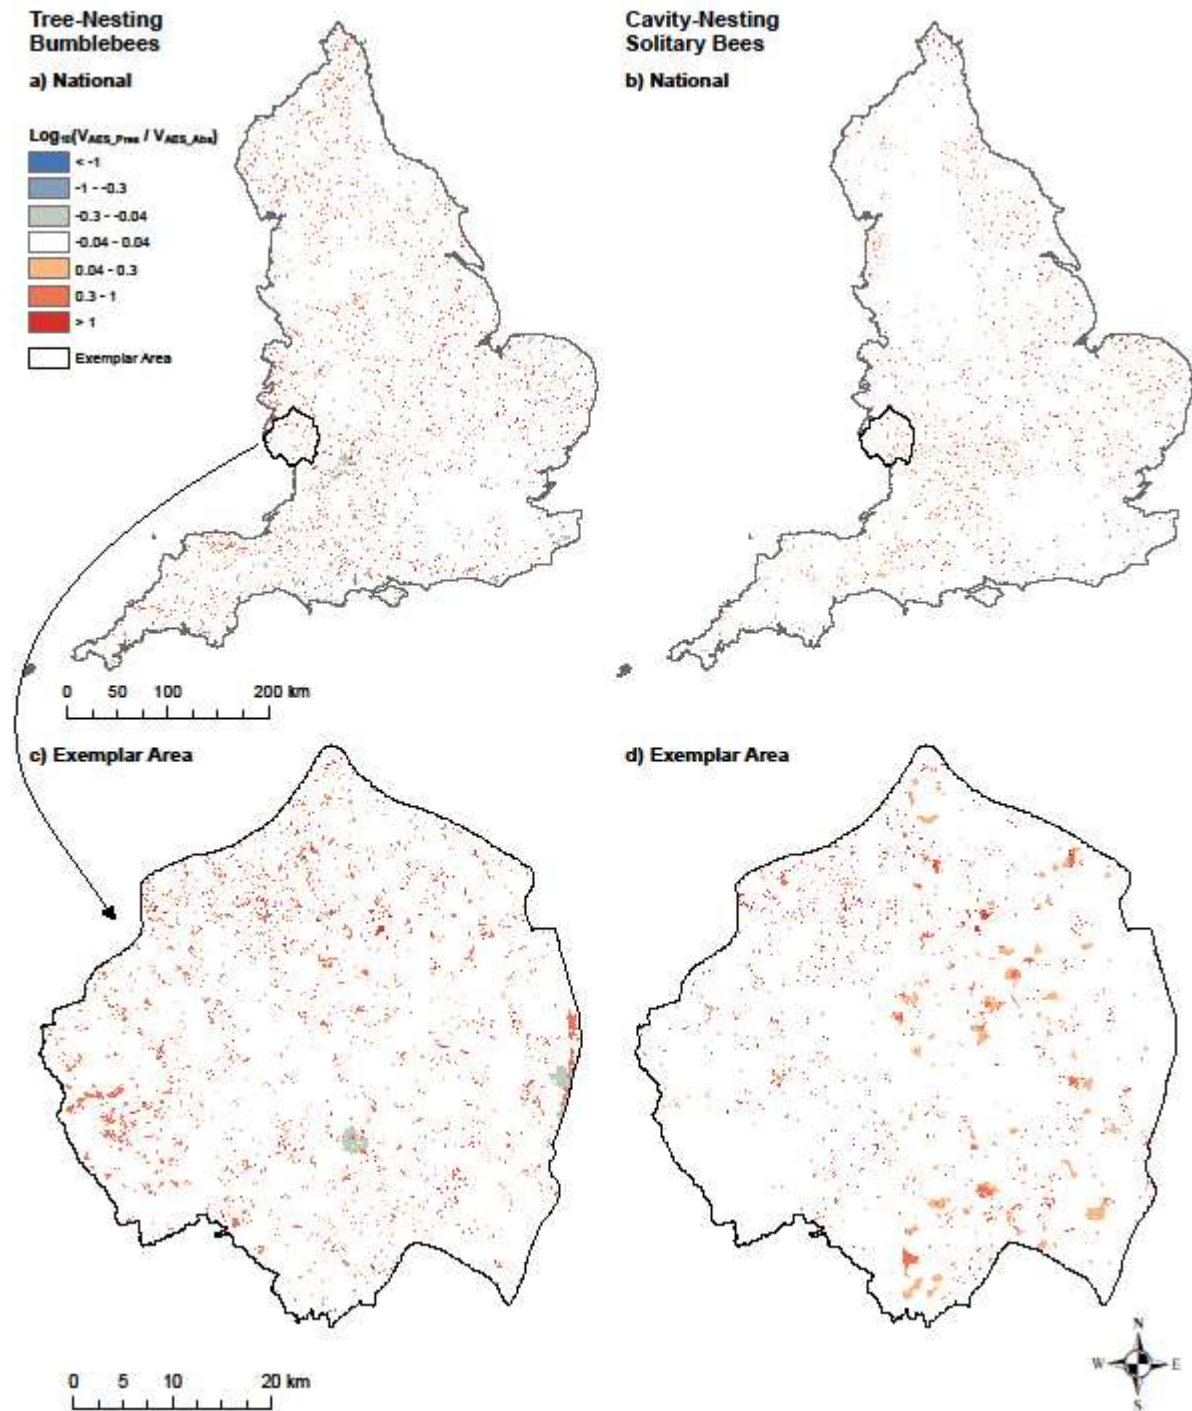 Tree-Nesting
Bumblebees
a) National
Cavity-Nesting
Solitary Bees
b) National
Log₁₀(V_AES_Pres / V_AES_Abs)
< -1
-1 - -0.3
-0.3 - -0.04
-0.04 - 0.04
0.04 - 0.3
0.3 - 1
> 1
Exemplar Area
0 50 100 200 km
c) Exemplar Area
d) Exemplar Area
0 5 10 20 km
N
W E
S